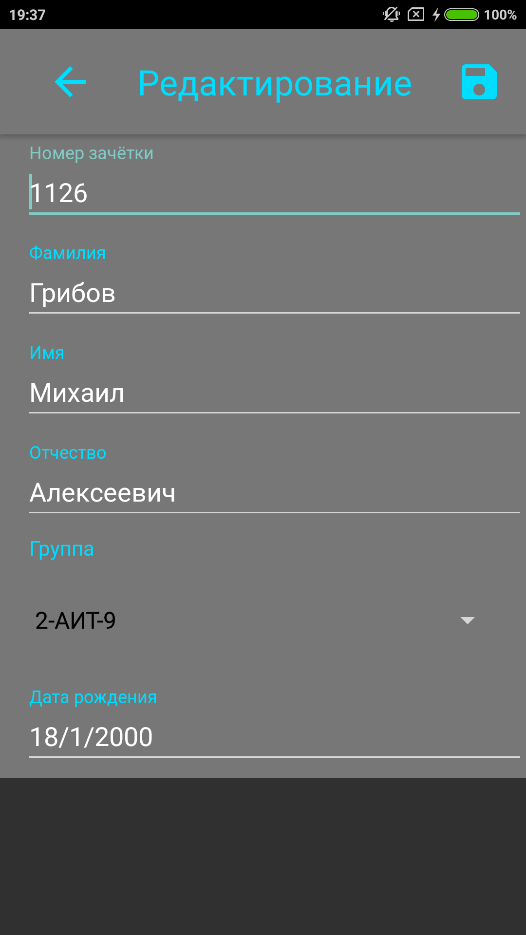 19:37
100%
Редактирование
Номер зачётки
1126
Фамилия
Грибов
Имя
Михаил
Отчество
Алексеевич
Группа
2-АИТ-9
Дата рождения
18/1/2000